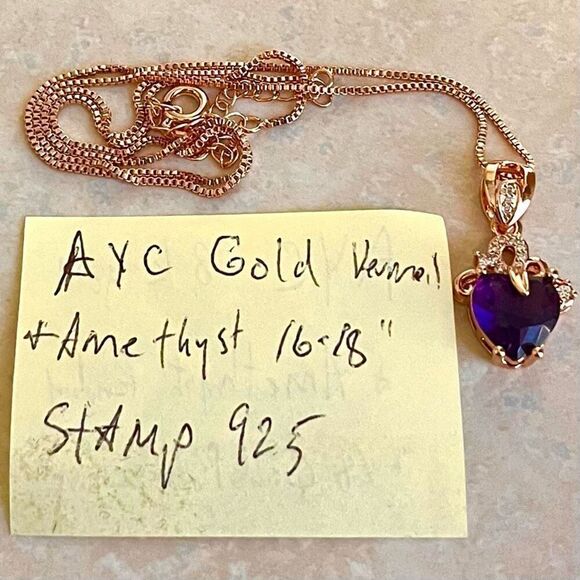 AYC Gold Vermeil
+ Amethyst 16-18"
Stamp 925